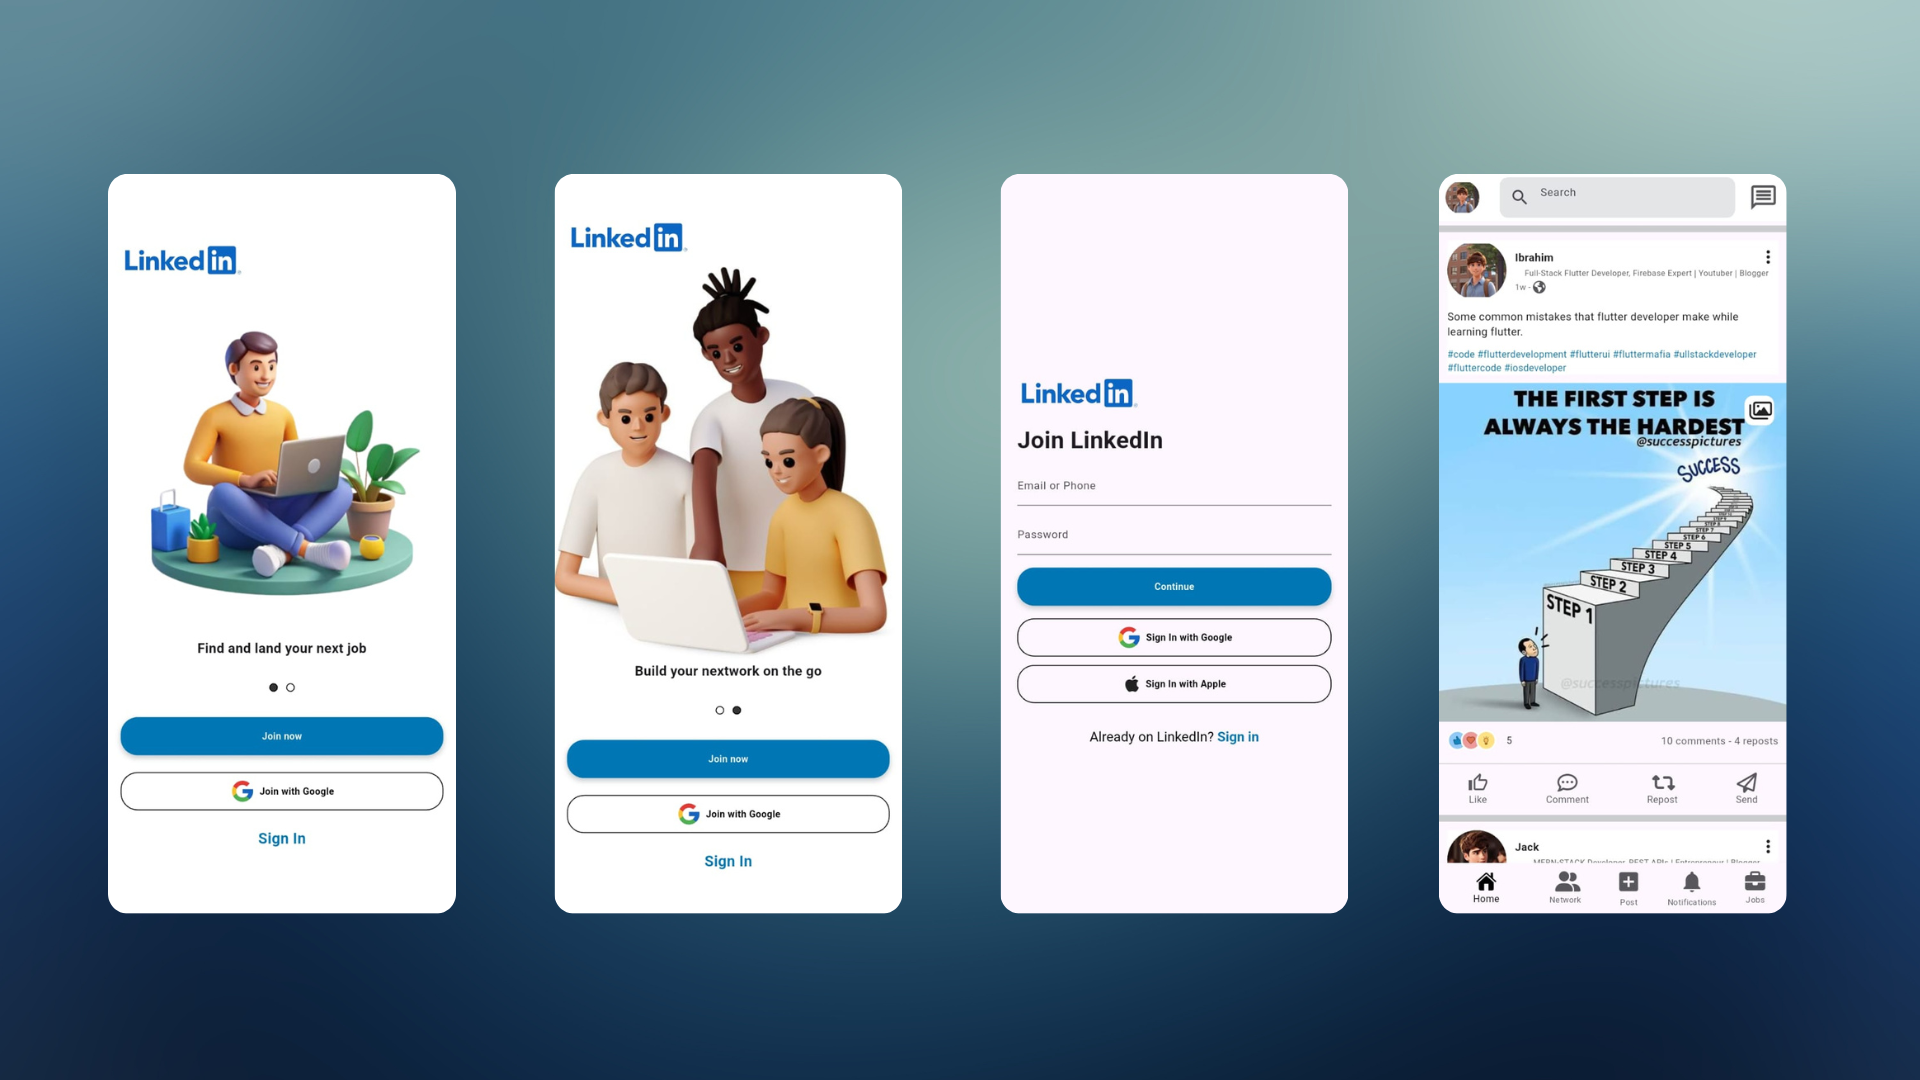 Linked in
Find and land your next job
Join now
Join with Google
Sign In
Linked in
Build your nextwork on the go
Join now
Join with Google
Sign In
Linked in
Join LinkedIn
Email or Phone
Password
Continue
Sign In with Google
Sign In with Apple
Already on LinkedIn? Sign in
Search
Ibrahim
Full-Stack Flutter Developer, Firebase Expert | Youtuber | Blogger
1w -
Some common mistakes that flutter developer make while
learning flutter.
#code #flutterdevelopment #flutterui #fluttermafia #ullstackdeveloper
#fluttercode #iosdeveloper
THE FIRST STEP IS
ALWAYS THE HARDEST
@successpictures
SUCCESS
STEP 7
STEP 6
STEP 5
STEP 4
STEP 3
STEP 2
STEP 1
@successpictures
5
10 comments - 4 reposts
Like
Comment
Repost
Send
Jack
MERN-STACK Developer, REST APIs | Entrepreneur | Blogger
Home
Network
Post
Notifications
Jobs